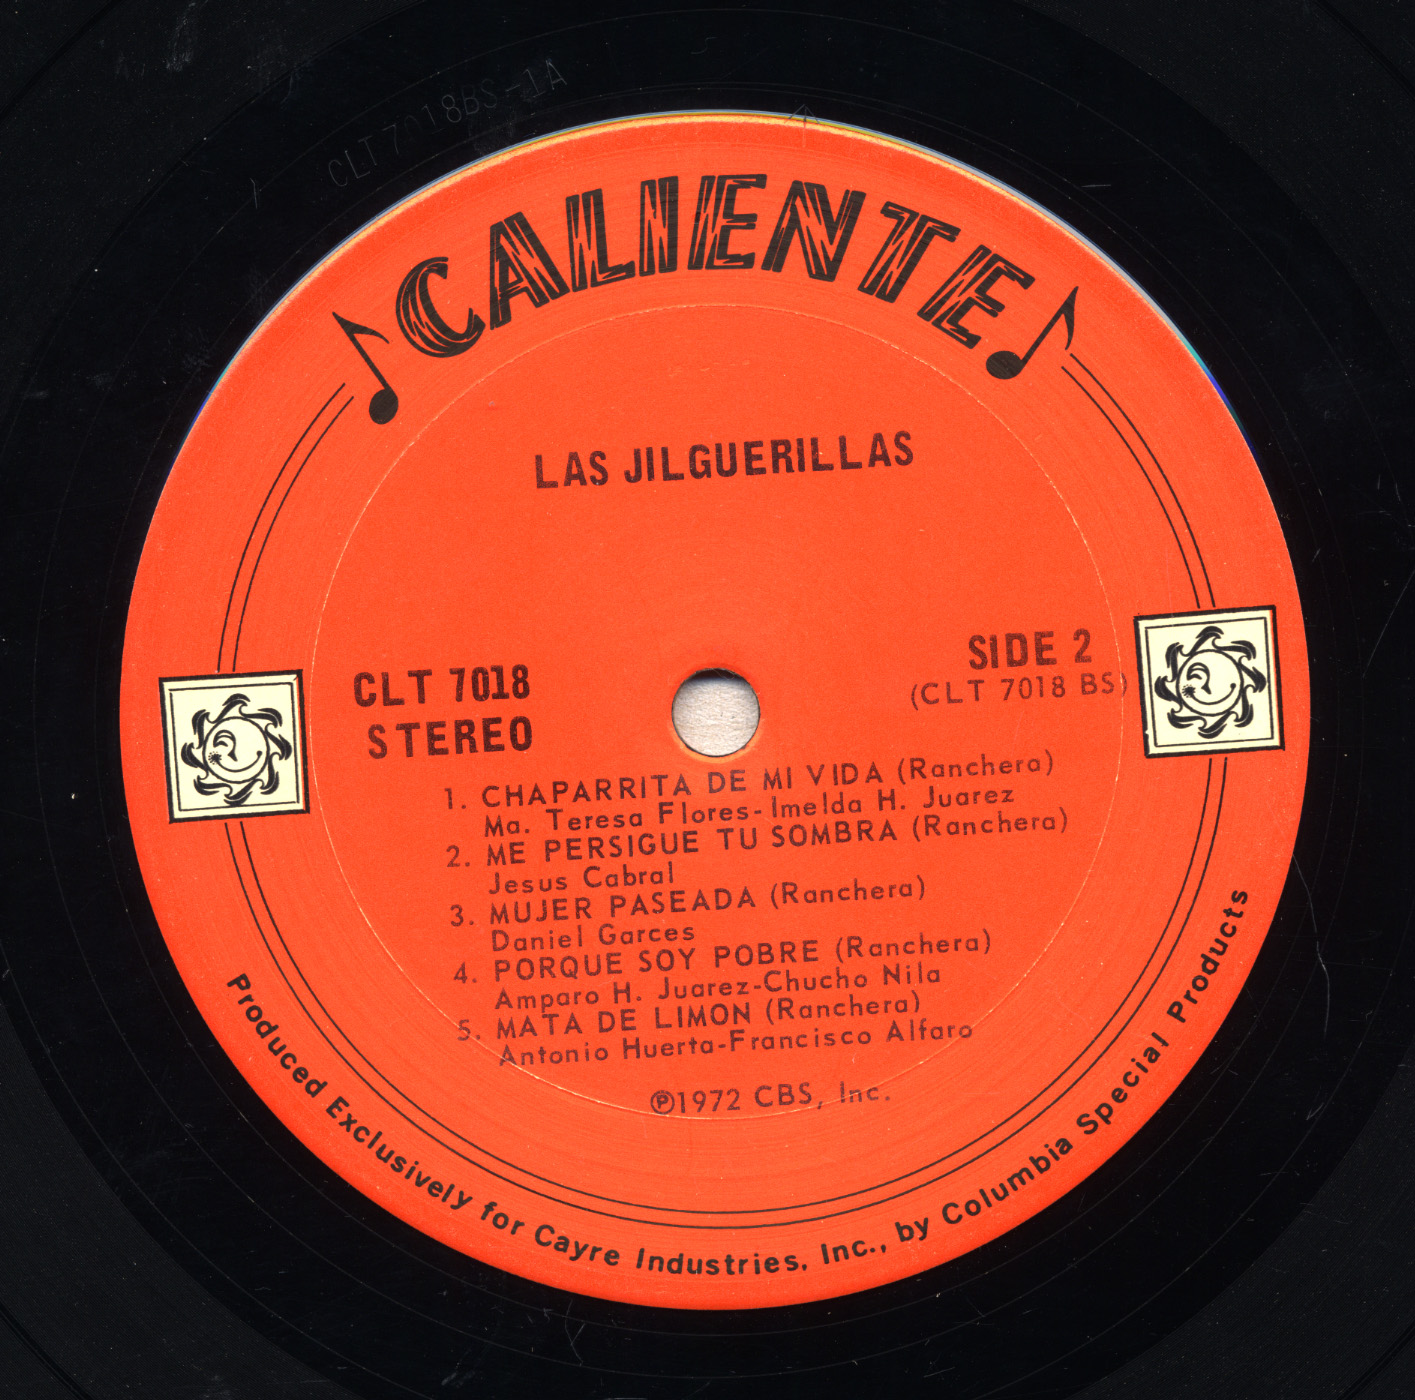 CLT 7018BS-1A
CALIENTE
LAS JILGUERILLAS
CLT 7018
STEREO
SIDE 2
(CLT 7018 BS)
1. CHAPARRITA DE MI VIDA (Ranchera)
Ma. Teresa Flores-Imelda H. Juarez
2. ME PERSIGUE TU SOMBRA (Ranchera)
Jesus Cabral
3. MUJER PASEADA (Ranchera)
Daniel Garces
4. PORQUE SOY POBRE (Ranchera)
Amparo H. Juarez-Chucho Nila
5. MATA DE LIMON (Ranchera)
Antonio Huerta-Francisco Alfaro
℗1972 CBS, Inc.
Produced Exclusively for Cayre Industries. Inc., by Columbia Special Products